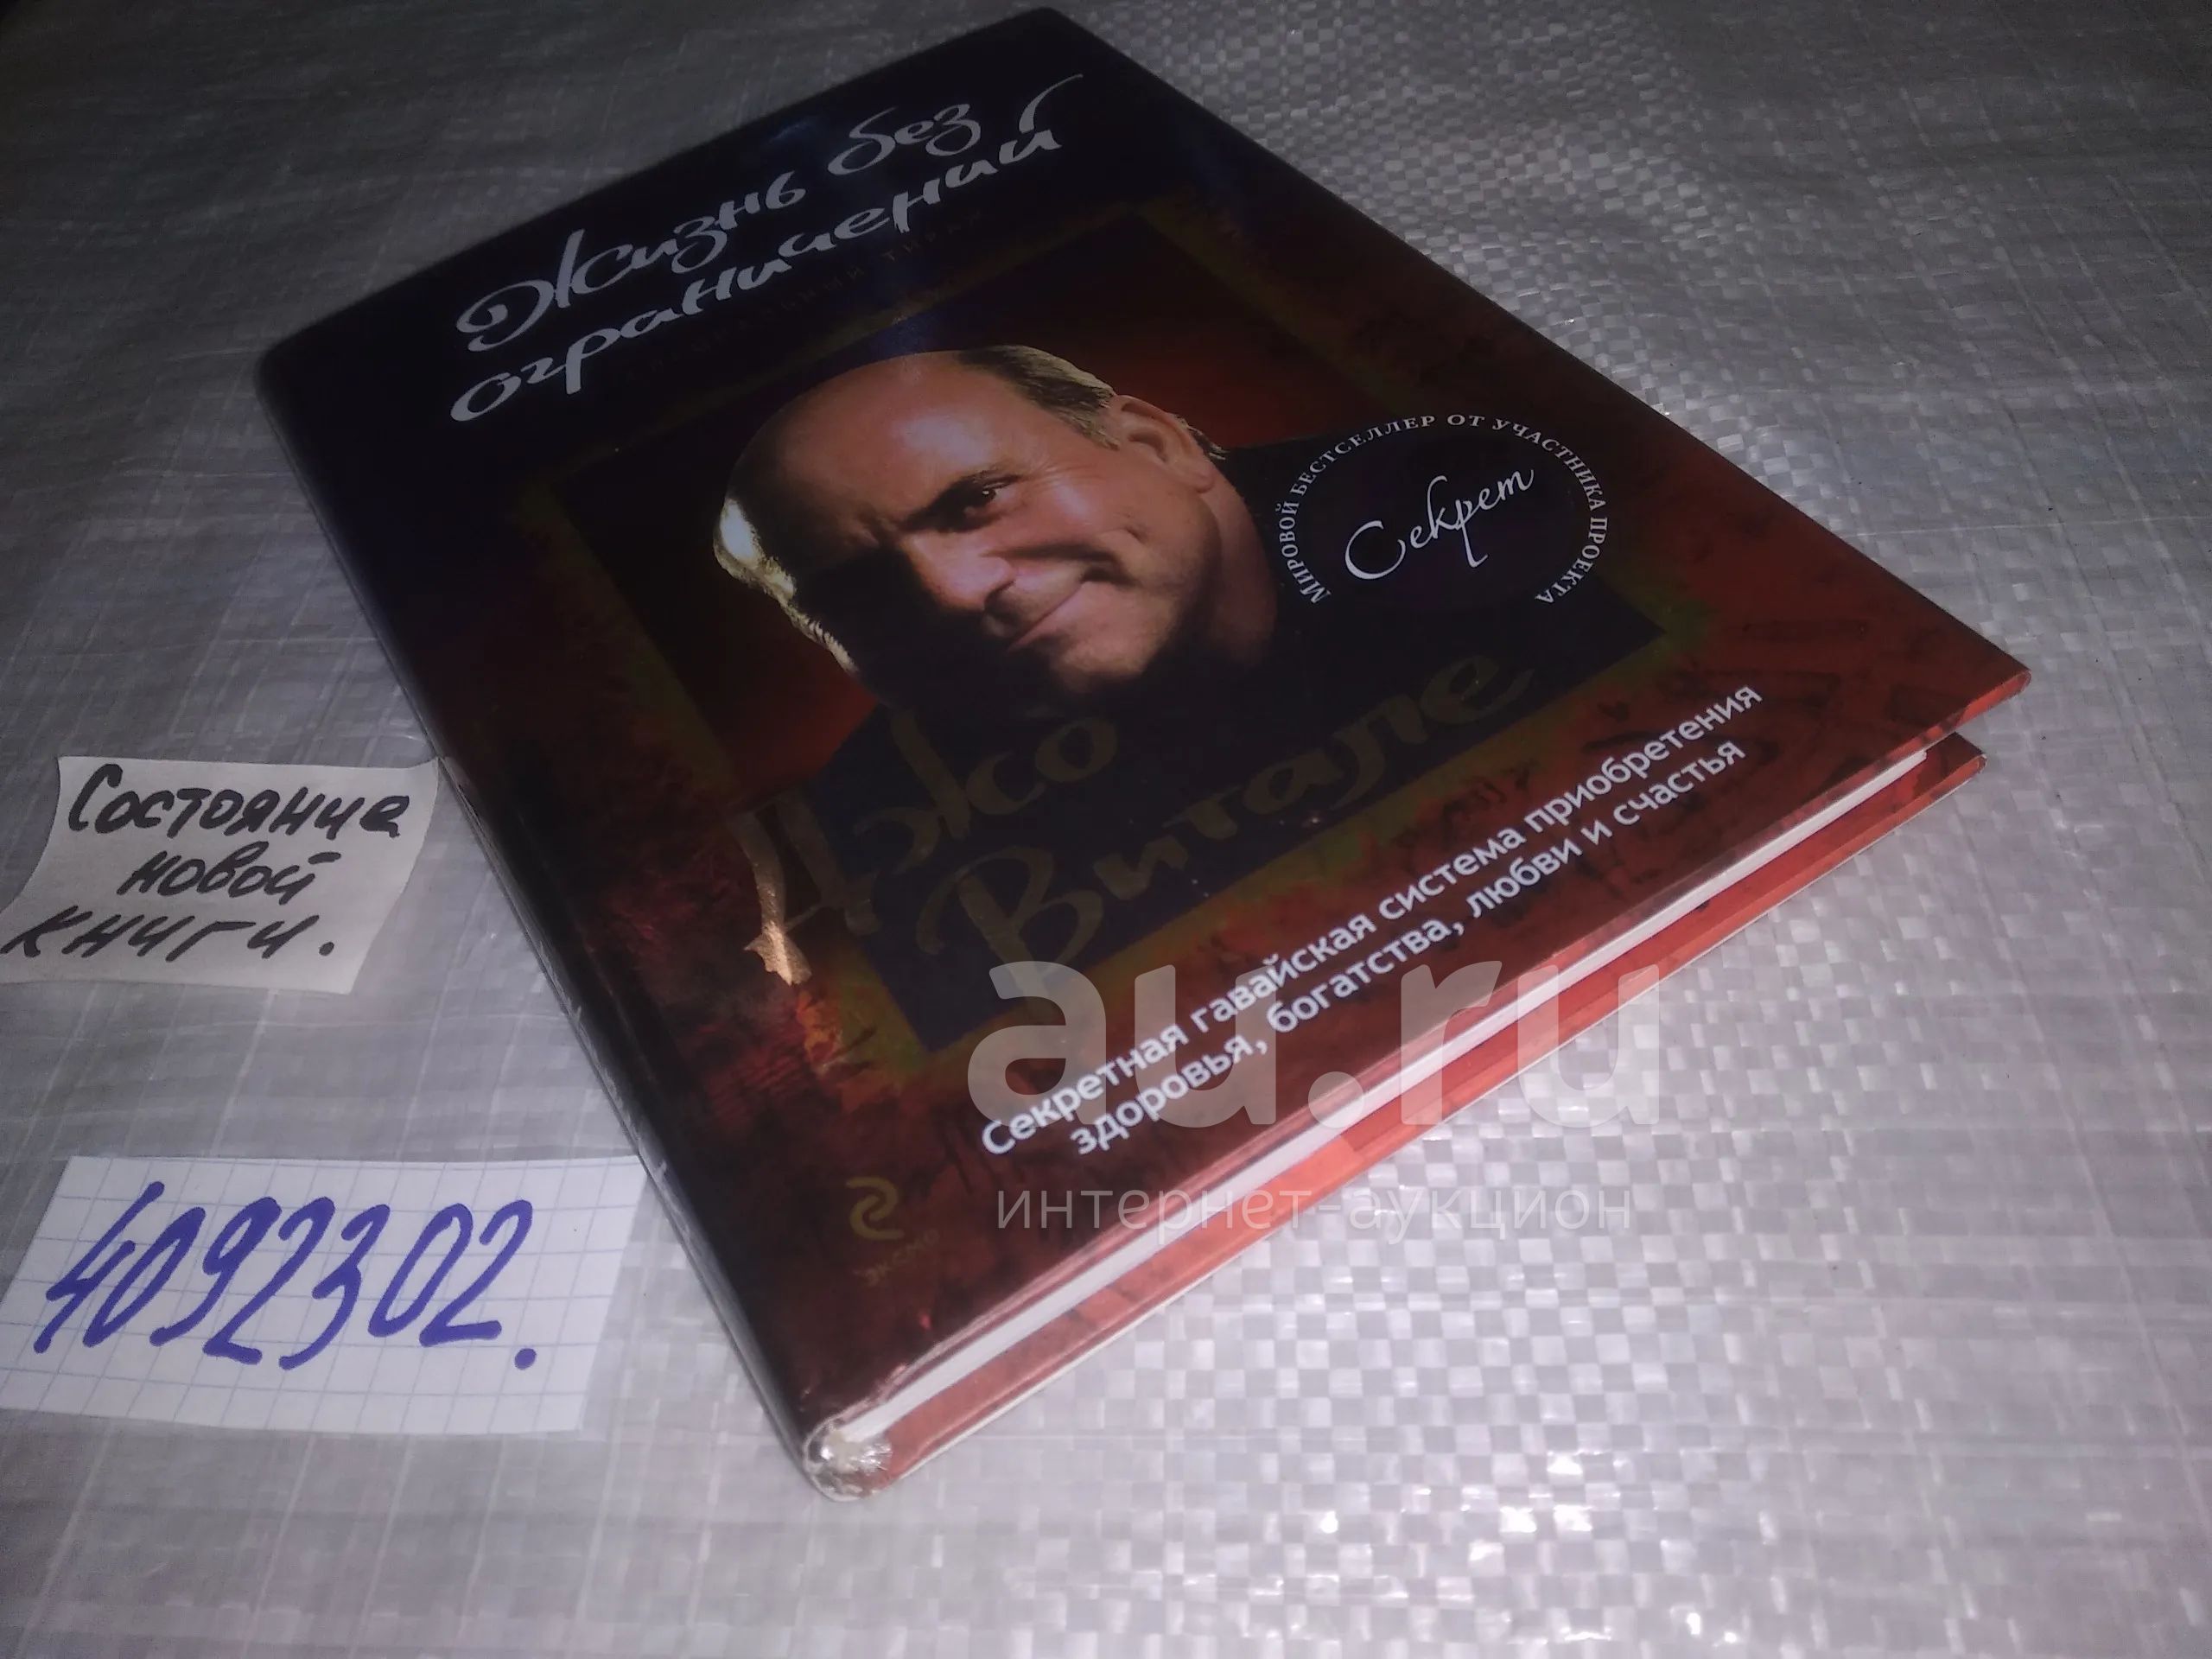 Жизнь без
ограничений
МИРОВОЙ БЕСТСЕЛЛЕР ОТ УЧАСТНИКА ПРОЕКТА
Секрет
Джо
Витале
Секретная гавайская система приобретения
здоровья, богатства, любви и счастья
ЭКСМО
Состояние
новой
книги.
4092302.
au.ru
интернет-аукцион